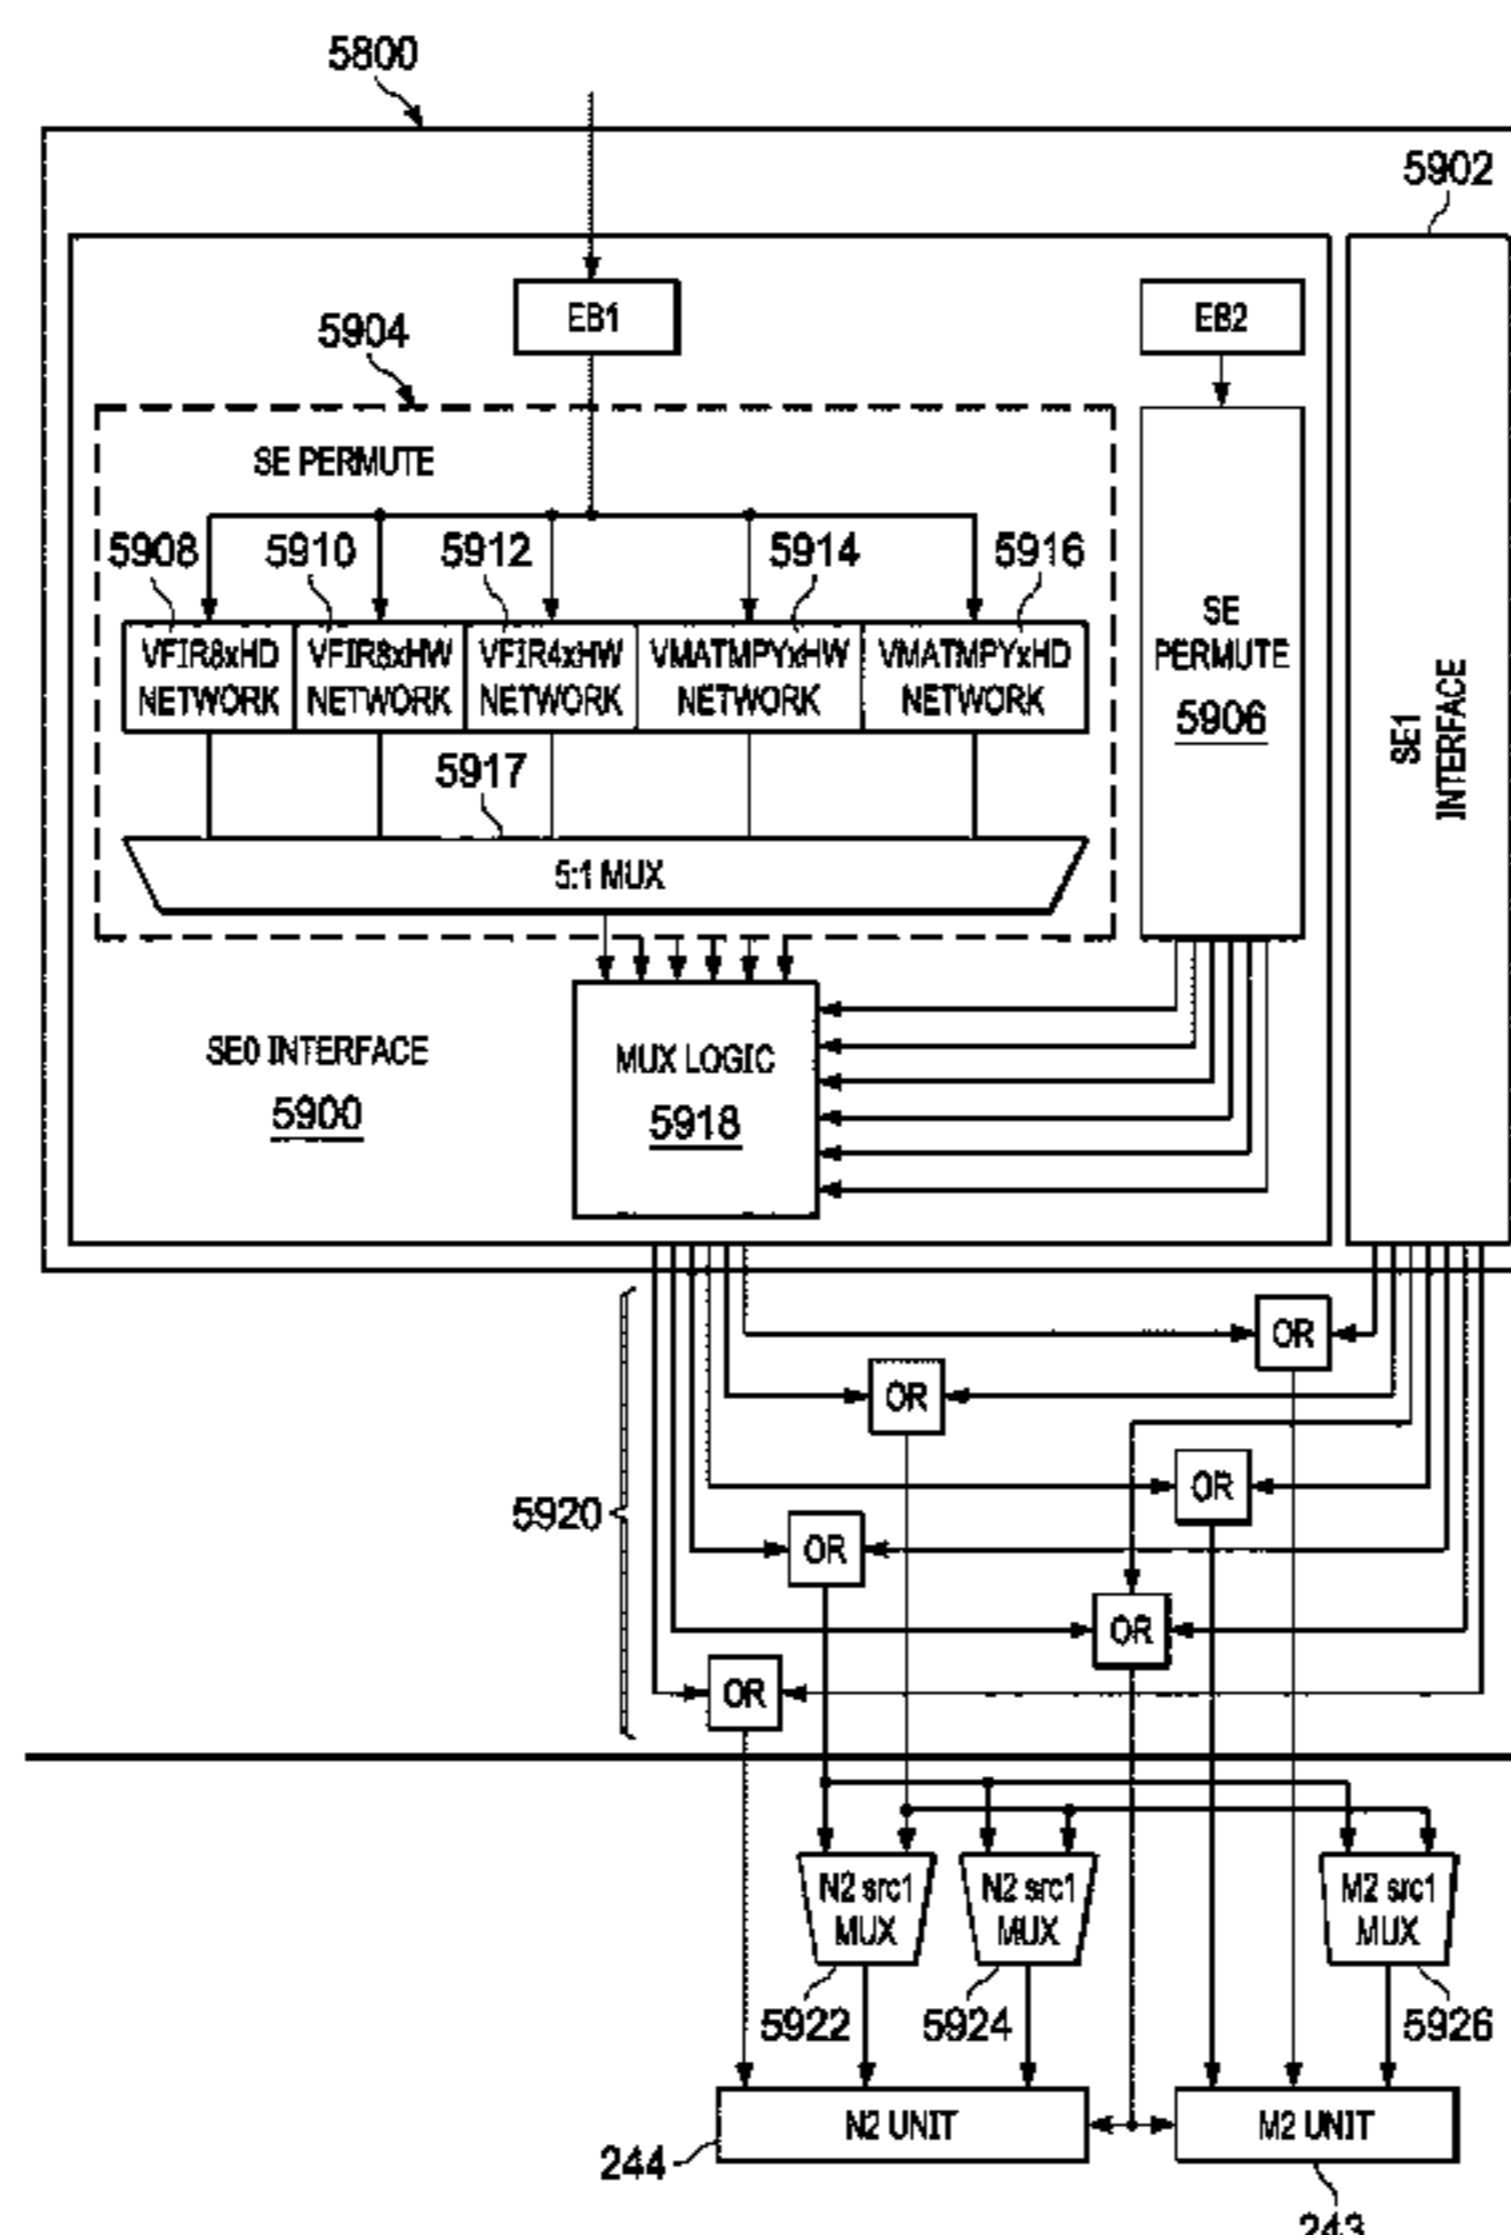 5800
5902
EB1
EB2
5904
SE PERMUTE
5908
5910
5912
5914
5916
VFIR8xHD
NETWORK
VFIR8xHW
NETWORK
VFIR4xHW
NETWORK
VMATMPYxHW
NETWORK
VMATMPYxHD
NETWORK
SE
PERMUTE
5906
SE1
INTERFACE
5917
5:1 MUX
SE0 INTERFACE
5900
MUX LOGIC
5918
OR
OR
OR
5920
OR
OR
OR
N2 src1
MUX
N2 src1
MUX
M2 src1
MUX
5922
5924
5926
N2 UNIT
M2 UNIT
244
243